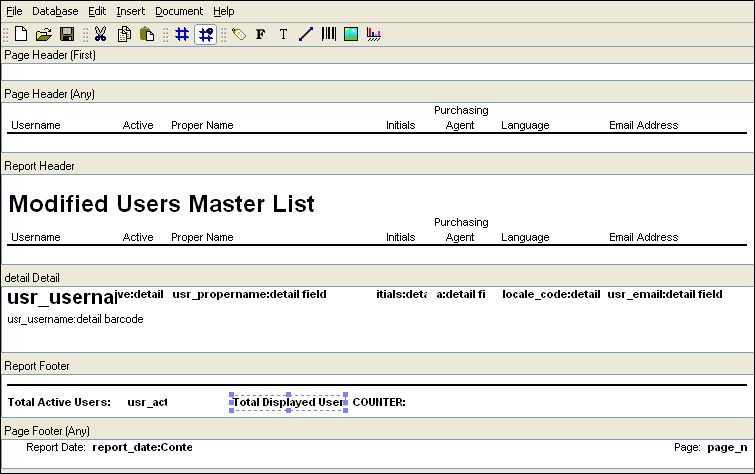 File DataBase Edit Insert Document Help
F T
Page Header (First)
Page Header (Any)
Purchasing
Username Active Proper Name Initials Agent Language Email Address
Report Header
Modified Users Master List
Purchasing
Username Active Proper Name Initials Agent Language Email Address
detail Detail
usr_usernai ve:detail usr_propername:detail field itials:deta a:detail fi locale_code:detail usr_email:detail field
usr_username:detail barcode
Report Footer
Total Active Users: usr_act Total Displayed User COUNTER:
Page Footer (Any)
Report Date: report_date:Conte Page: page_n